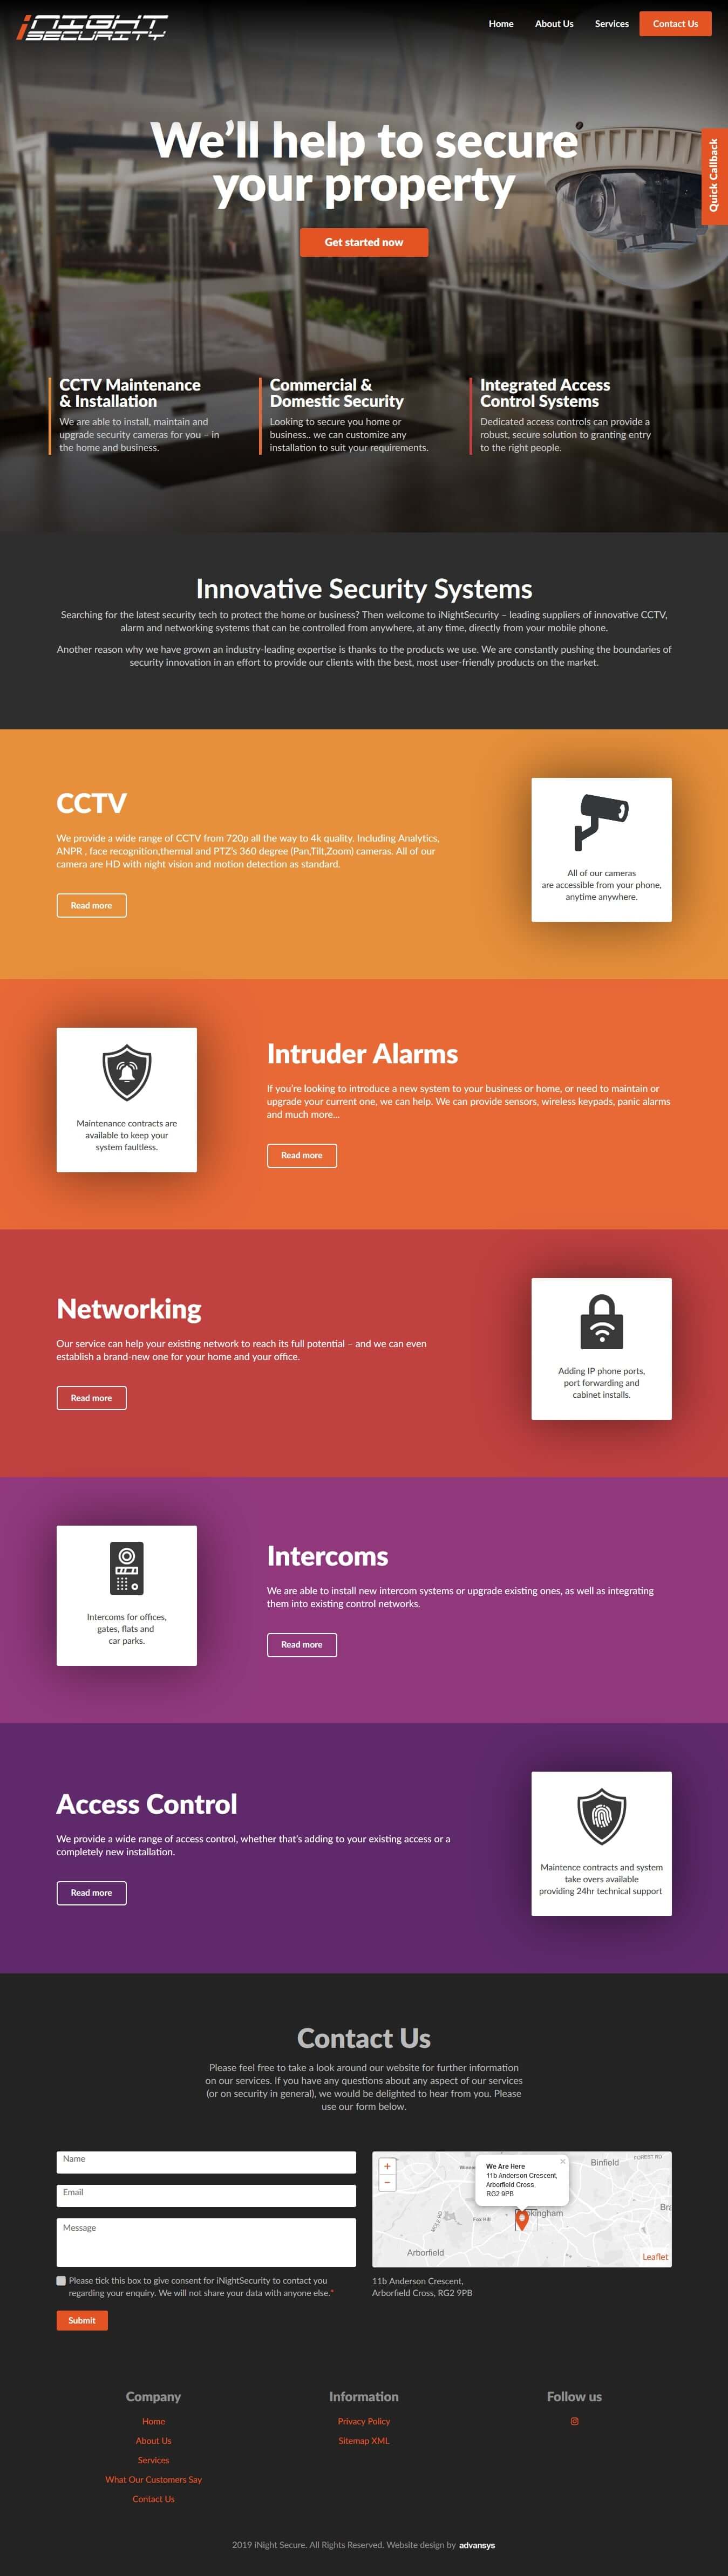 iNIGHT
SECURITY
Home About Us Services Contact Us
Quick Callback
We'll help to secure
your property
Get started now
CCTV Maintenance
& Installation
We are able to install, maintain and
upgrade security cameras for you – in
the home and business.
Commercial &
Domestic Security
Looking to secure you home or
business.. we can customize any
installation to suit your requirements.
Integrated Access
Control Systems
Dedicated access controls can provide a
robust, secure solution to granting entry
to the right people.
Innovative Security Systems
Searching for the latest security tech to protect the home or business? Then welcome to iNightSecurity – leading suppliers of innovative CCTV,
alarm and networking systems that can be controlled from anywhere, at any time, directly from your mobile phone.
Another reason why we have grown an industry-leading expertise is thanks to the products we use. We are constantly pushing the boundaries of
security innovation in an effort to provide our clients with the best, most user-friendly products on the market.
CCTV
We provide a wide range of CCTV from 720p all the way to 4k quality. Including Analytics,
ANPR , face recognition,thermal and PTZ's 360 degree (Pan,Tilt,Zoom) cameras. All of our
camera are HD with night vision and motion detection as standard.
Read more
All of our cameras
are accessible from your phone,
anytime anywhere.
Maintenance contracts are
available to keep your
system faultless.
Intruder Alarms
If you're looking to introduce a new system to your business or home, or need to maintain or
upgrade your current one, we can help. We can provide sensors, wireless keypads, panic alarms
and much more...
Read more
Networking
Our service can help your existing network to reach its full potential – and we can even
establish a brand-new one for your home and your office.
Read more
Adding IP phone ports,
port forwarding and
cabinet installs.
Intercoms for offices,
gates, flats and
car parks.
Intercoms
We are able to install new intercom systems or upgrade existing ones, as well as integrating
them into existing control networks.
Read more
Access Control
We provide a wide range of access control, whether that's adding to your existing access or a
completely new installation.
Read more
Maintence contracts and system
take overs available
providing 24hr technical support
Contact Us
Please feel free to take a look around our website for further information
on our services. If you have any questions about any aspect of our services
(or on security in general), we would be delighted to hear from you. Please
use our form below.
Name
Email
Message
Please tick this box to give consent for iNightSecurity to contact you
regarding your enquiry. We will not share your data with anyone else.*
Submit
+
−
We Are Here
11b Anderson Crescent,
Arborfield Cross,
RG2 9PB
×
Winner
Binfield
FOREST RD
kingham
Bra
Fox Hill
MOLE RD
Arborfield
Leaflet
11b Anderson Crescent,
Arborfield Cross, RG2 9PB
Company
Home
About Us
Services
What Our Customers Say
Contact Us
Information
Privacy Policy
Sitemap XML
Follow us
2019 iNight Secure. All Rights Reserved. Website design by advansys